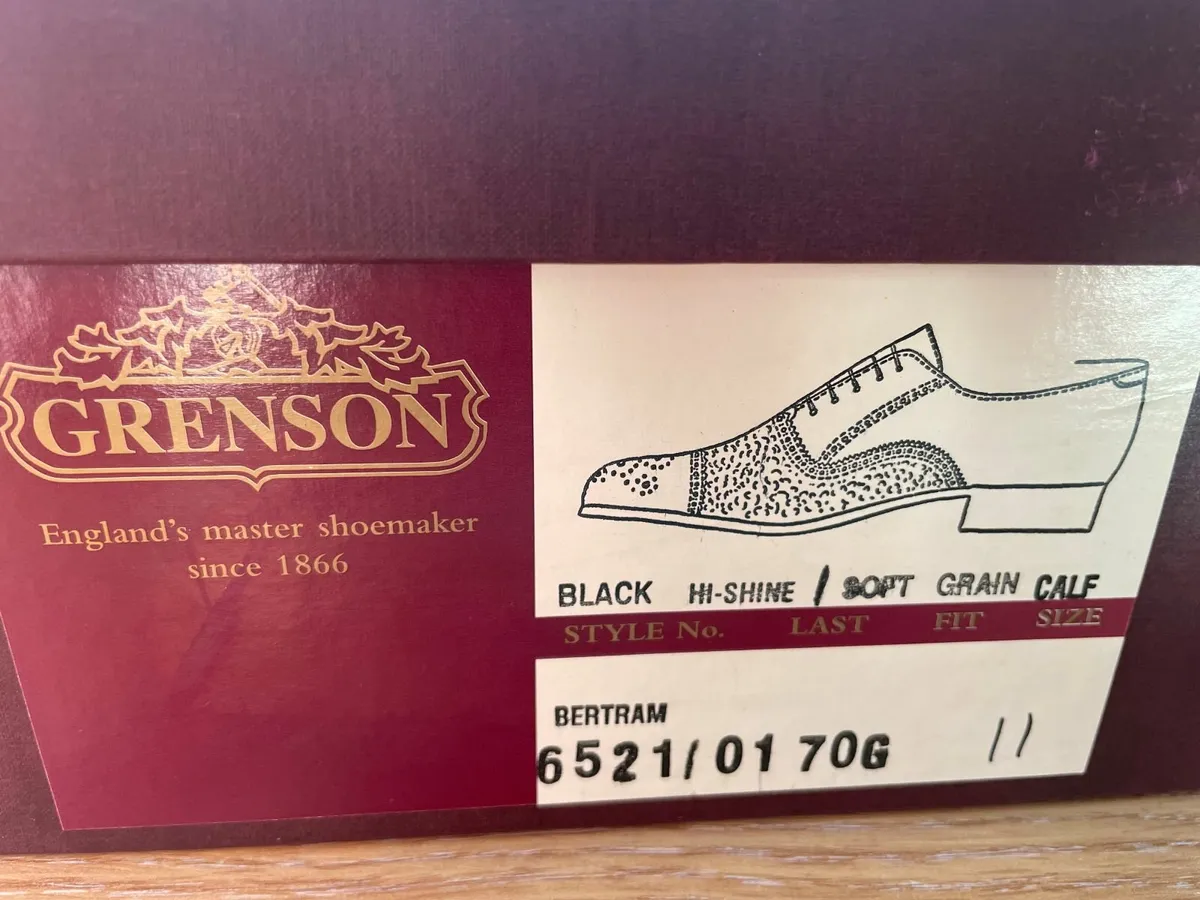 GRENSON
England's master shoemaker
since 1866
BLACK HI-SHINE / SOFT GRAIN CALF
STYLE No. LAST FIT SIZE
BERTRAM
6521/01 70G 11